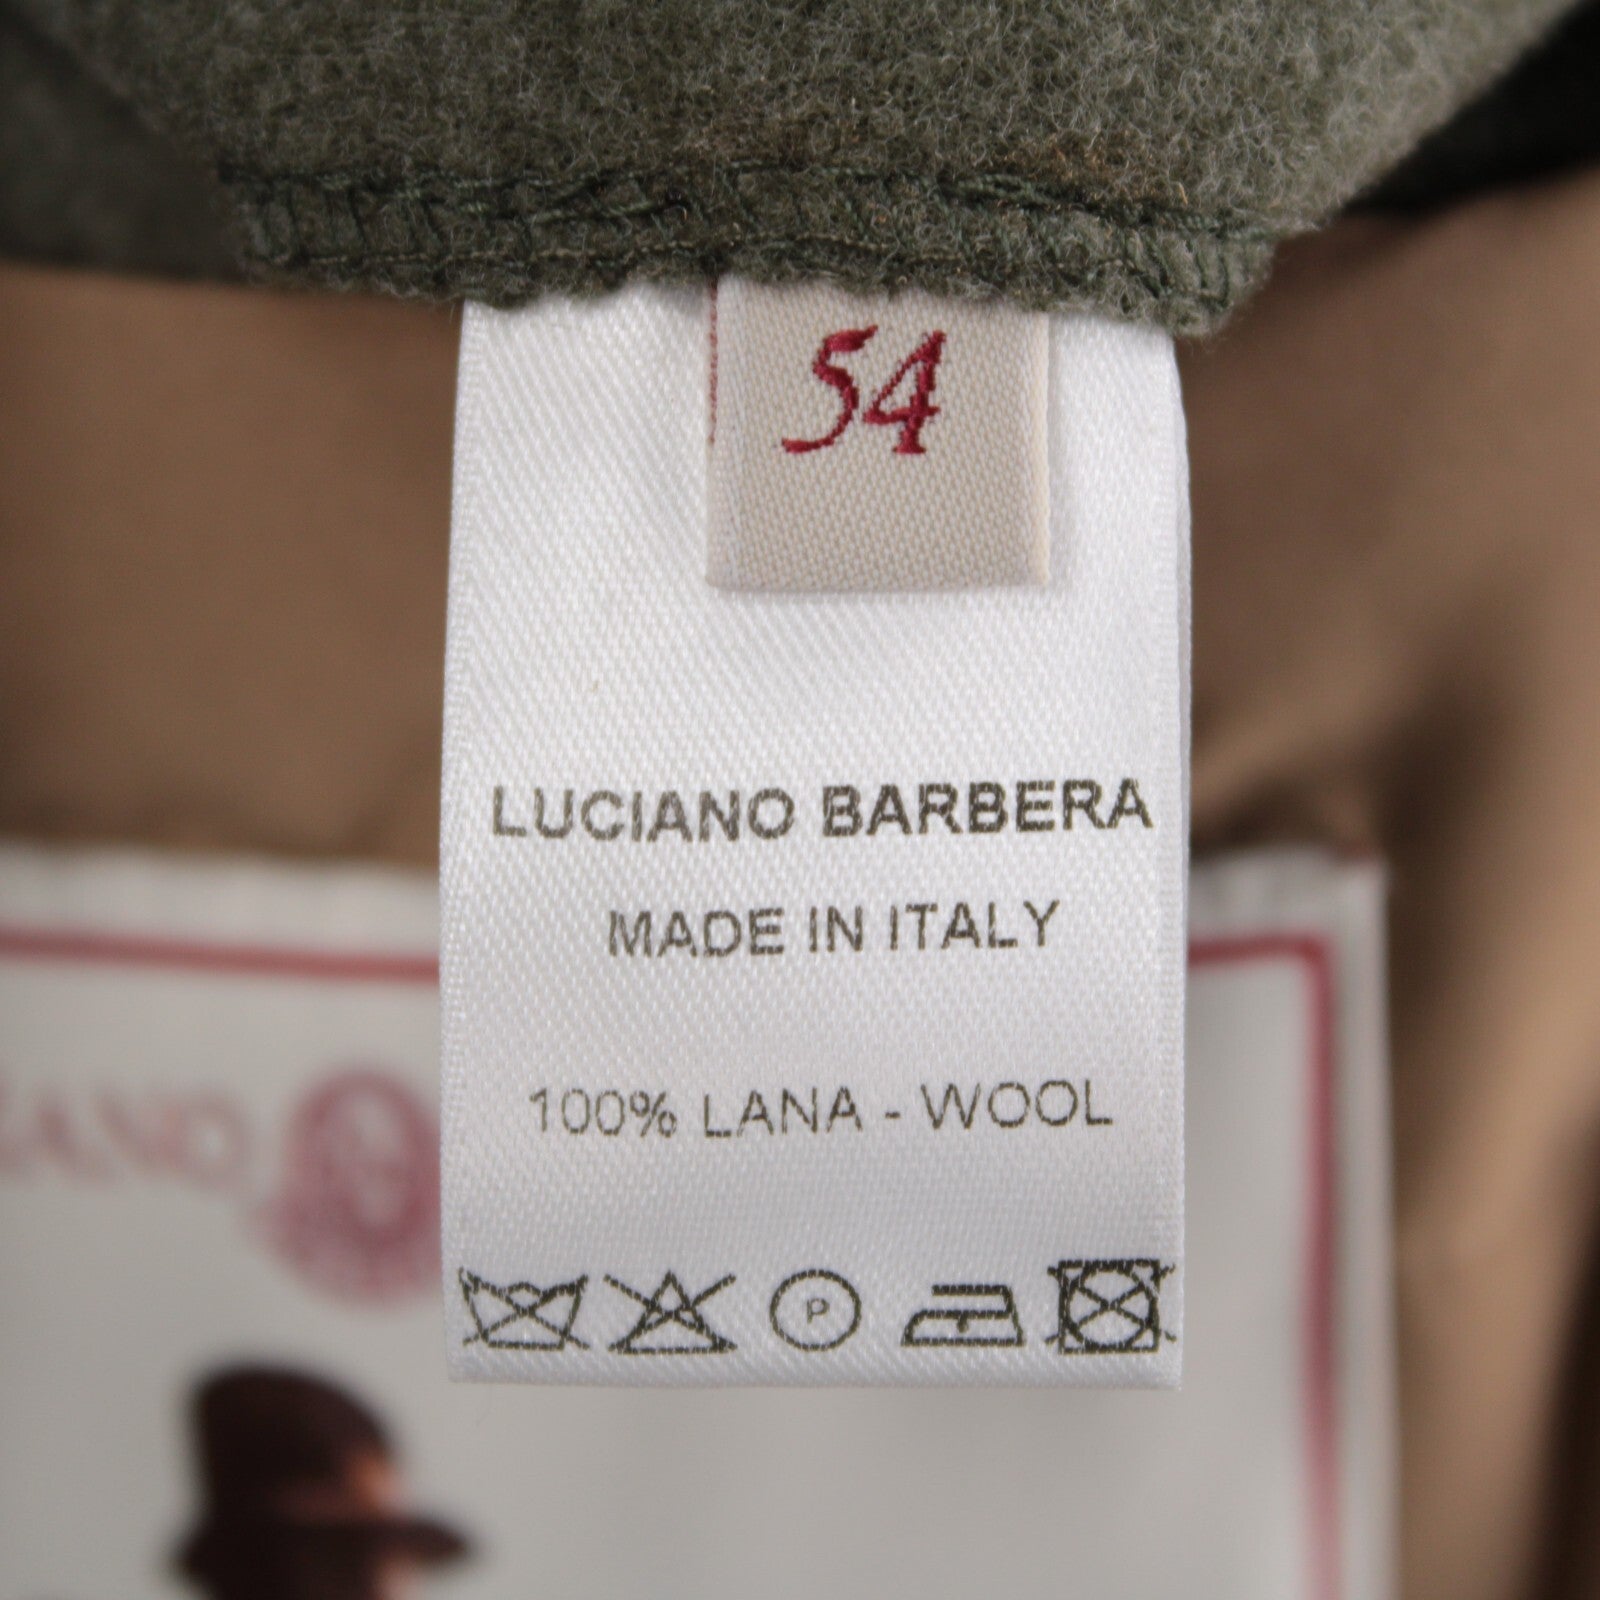 54
LUCIANO BARBERA
MADE IN ITALY
100% LANA - WOOL
P